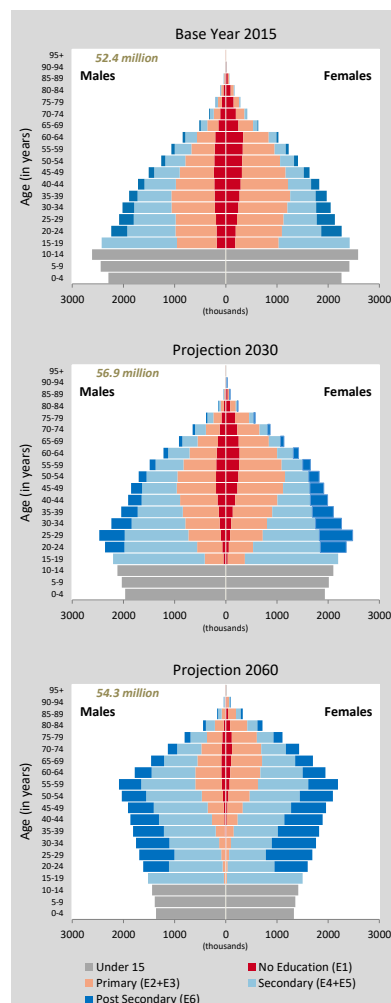 Base Year 2015
52.4 million
Males Females
Age (in years)
95+
90-94
85-89
80-84
75-79
70-74
65-69
60-64
55-59
50-54
45-49
40-44
35-39
30-34
25-29
20-24
15-19
10-14
5-9
0-4
3000 2000 1000 0 1000 2000 3000
(thousands)
Projection 2030
56.9 million
Males Females
Age (in years)
95+
90-94
85-89
80-84
75-79
70-74
65-69
60-64
55-59
50-54
45-49
40-44
35-39
30-34
25-29
20-24
15-19
10-14
5-9
0-4
3000 2000 1000 0 1000 2000 3000
(thousands)
Projection 2060
54.3 million
Males Females
Age (in years)
95+
90-94
85-89
80-84
75-79
70-74
65-69
60-64
55-59
50-54
45-49
40-44
35-39
30-34
25-29
20-24
15-19
10-14
5-9
0-4
3000 2000 1000 0 1000 2000 3000
(thousands)
Under 15 No Education (E1)
Primary (E2+E3) Secondary (E4+E5)
Post Secondary (E6)